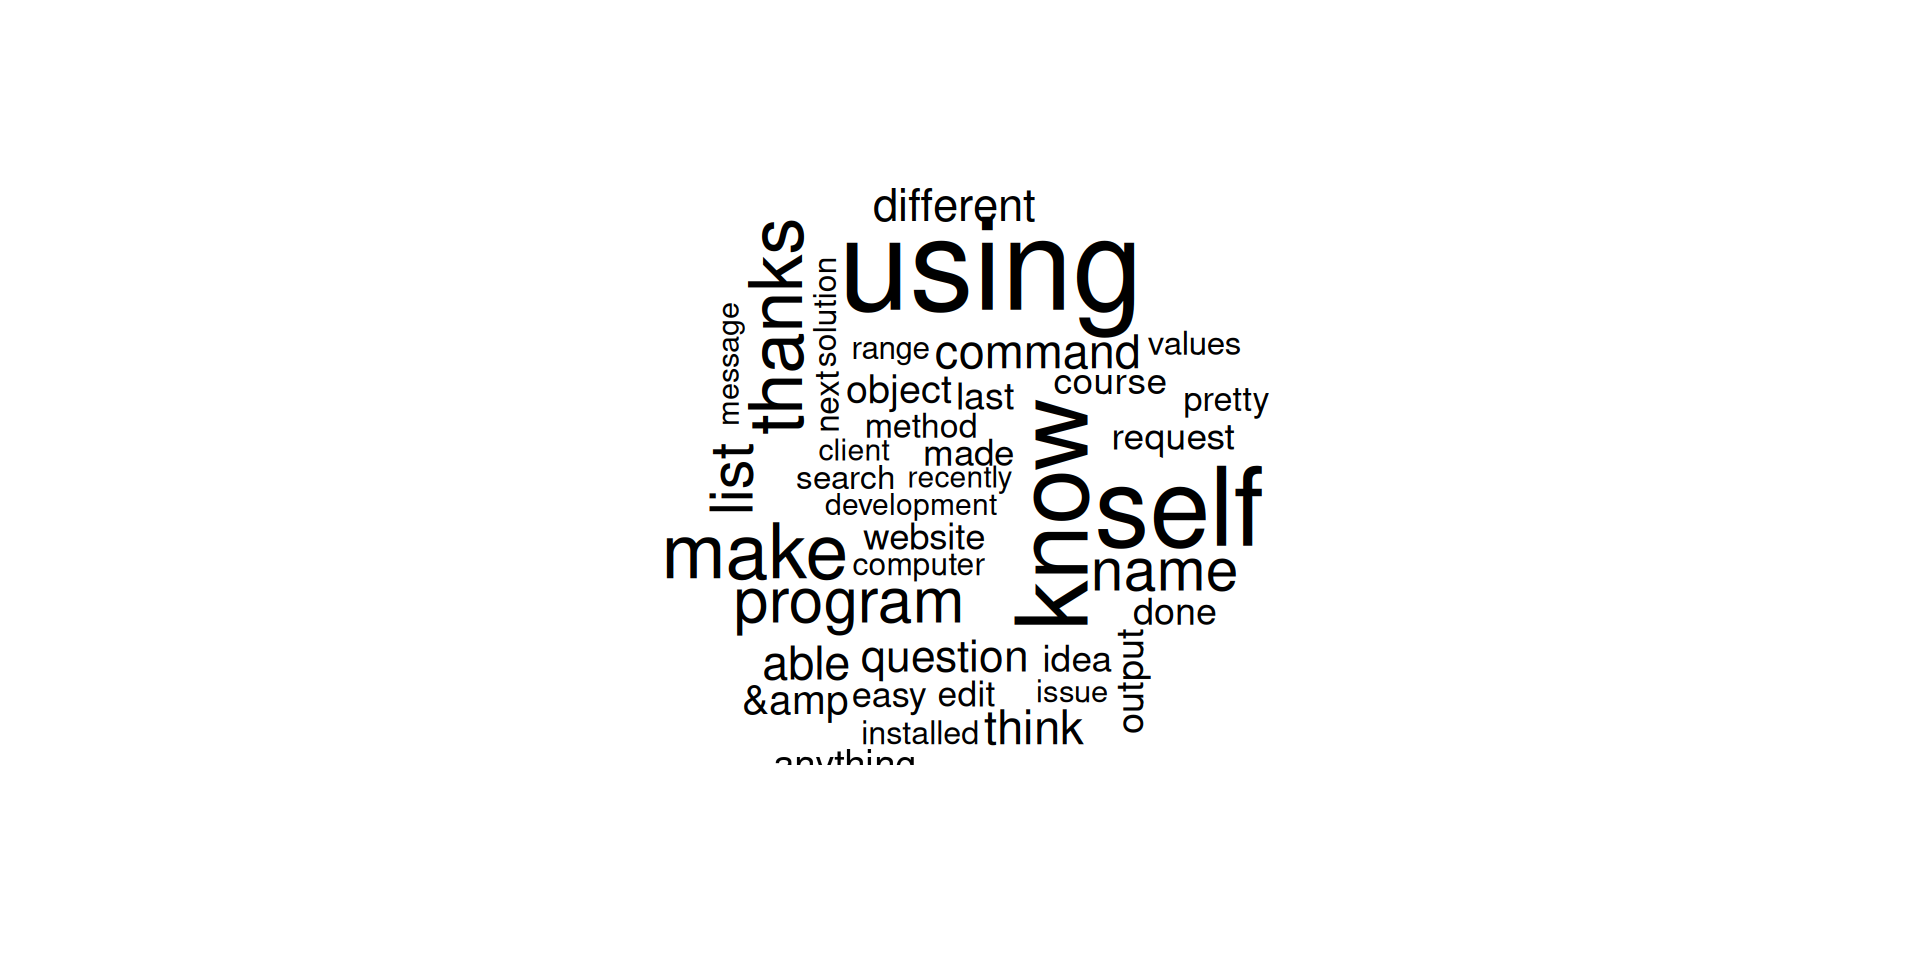 different
using
thanks
solution
message
range
command
values
next
object
last
course
pretty
method
request
know
client
made
list
search
recently
self
development
make
website
computer
name
program
done
able
question
idea
output
&amp
easy
edit
issue
installed
think
anything